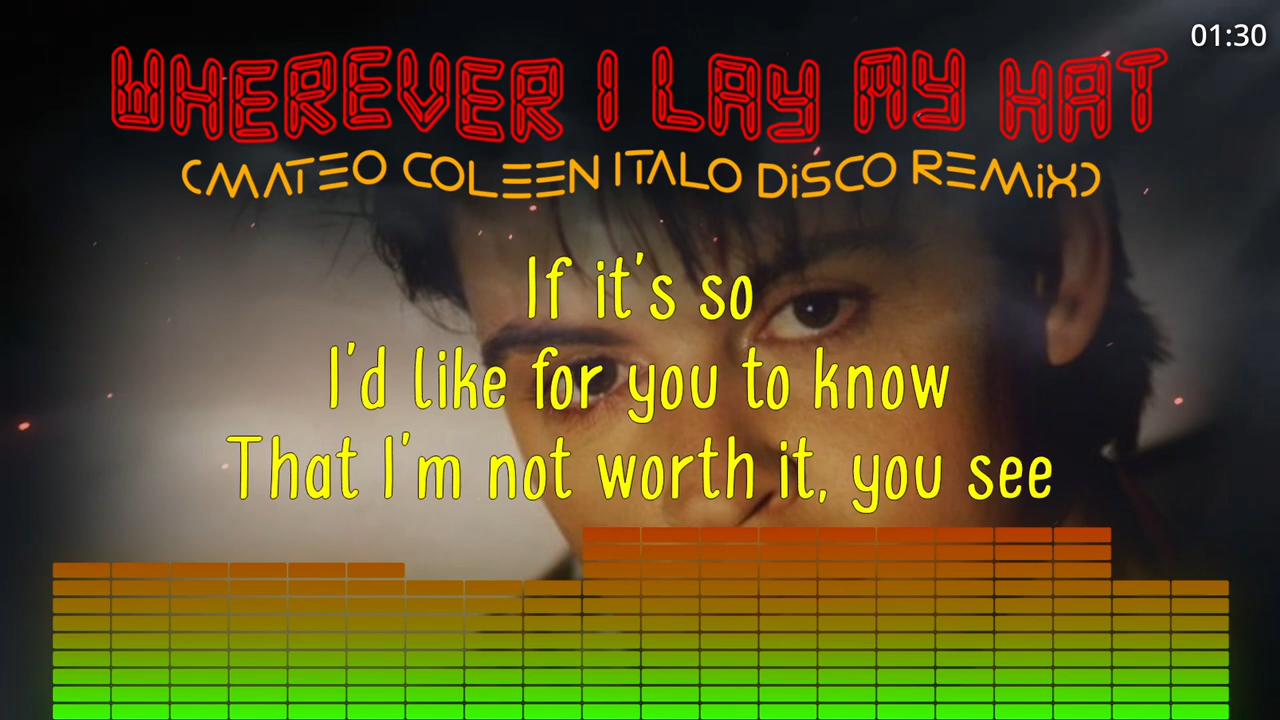 01:30
WHEREVER I LAY MY HAT
(MATEO COLEEN ITALO DiSCO REMiX)
If it's so
I'd like for you to know
That I'm not worth it, you see